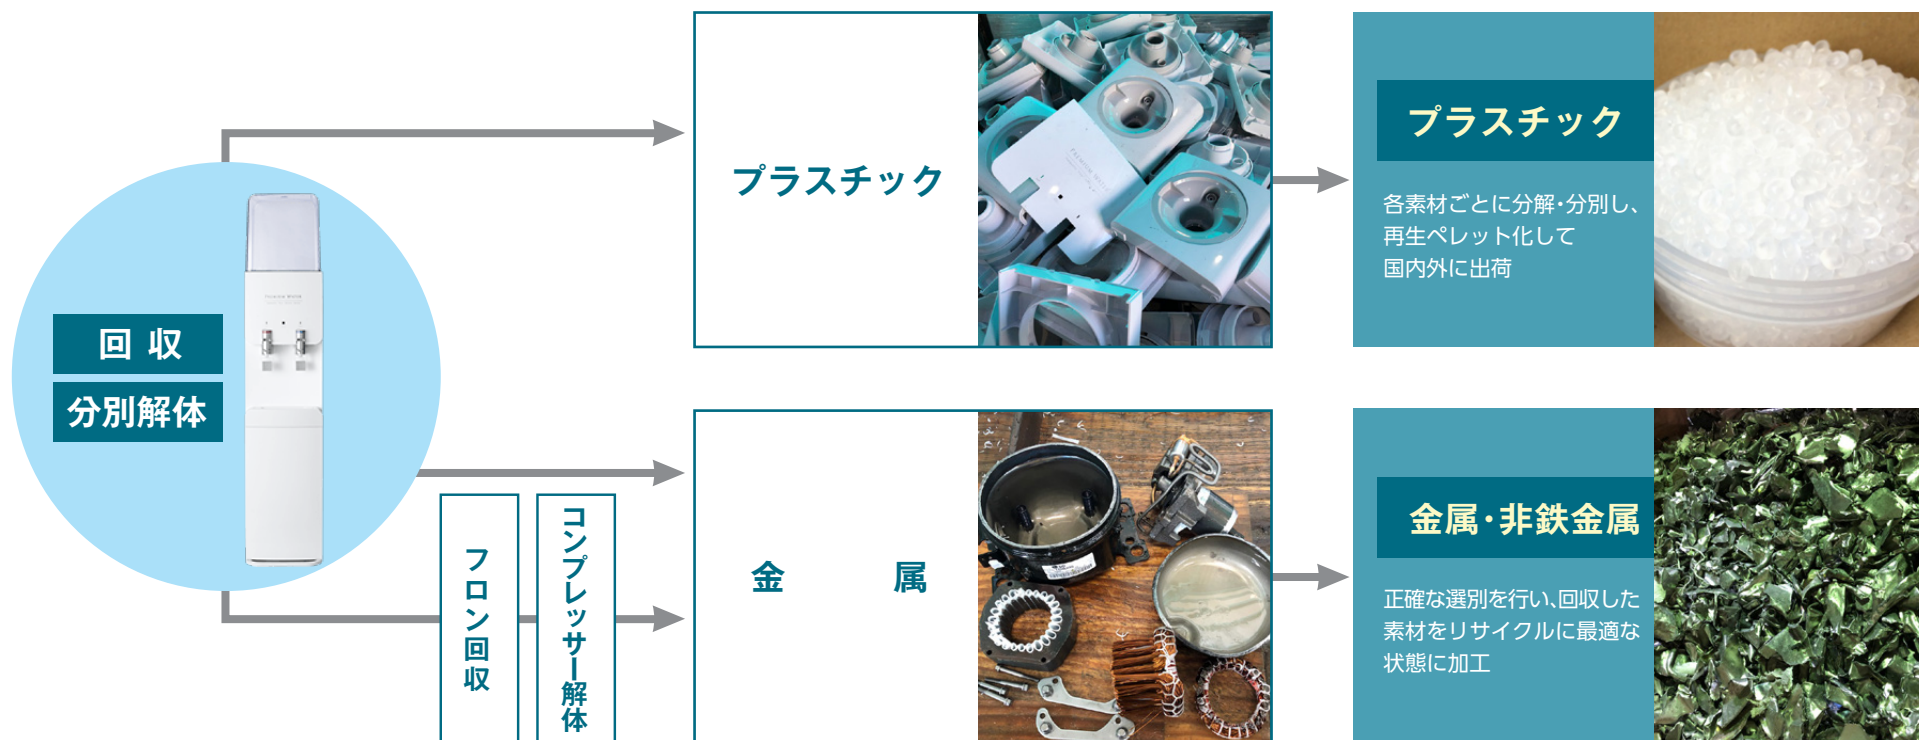 回収
分別解体
フロン回収
コンプレッサー解体
プラスチック
PREMIUM WATER
プラスチック
各素材ごとに分解・分別し、
再生ペレット化して
国内外に出荷
金属
金属・非鉄金属
正確な選別を行い、回収した
素材をリサイクルに最適な
状態に加工